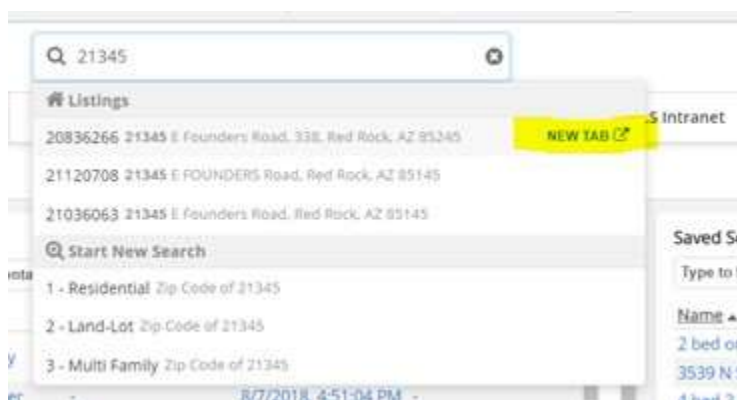 21345
Listings
20836266 21345 E Founders Road, 338, Red Rock, AZ 85245 NEW TAB
.S Intranet
21120708 21345 E FOUNDERS Road, Red Rock, AZ 85145
21036063 21345 E Founders Road, Red Rock, AZ 85145
Start New Search
Saved S
1 - Residential Zip Code of 21345
Type to
2 - Land-Lot Zip Code of 21345
Name
3 - Multi Family Zip Code of 21345
2 bed o
3539 N
8/7/2018, 4:51:04 PM -